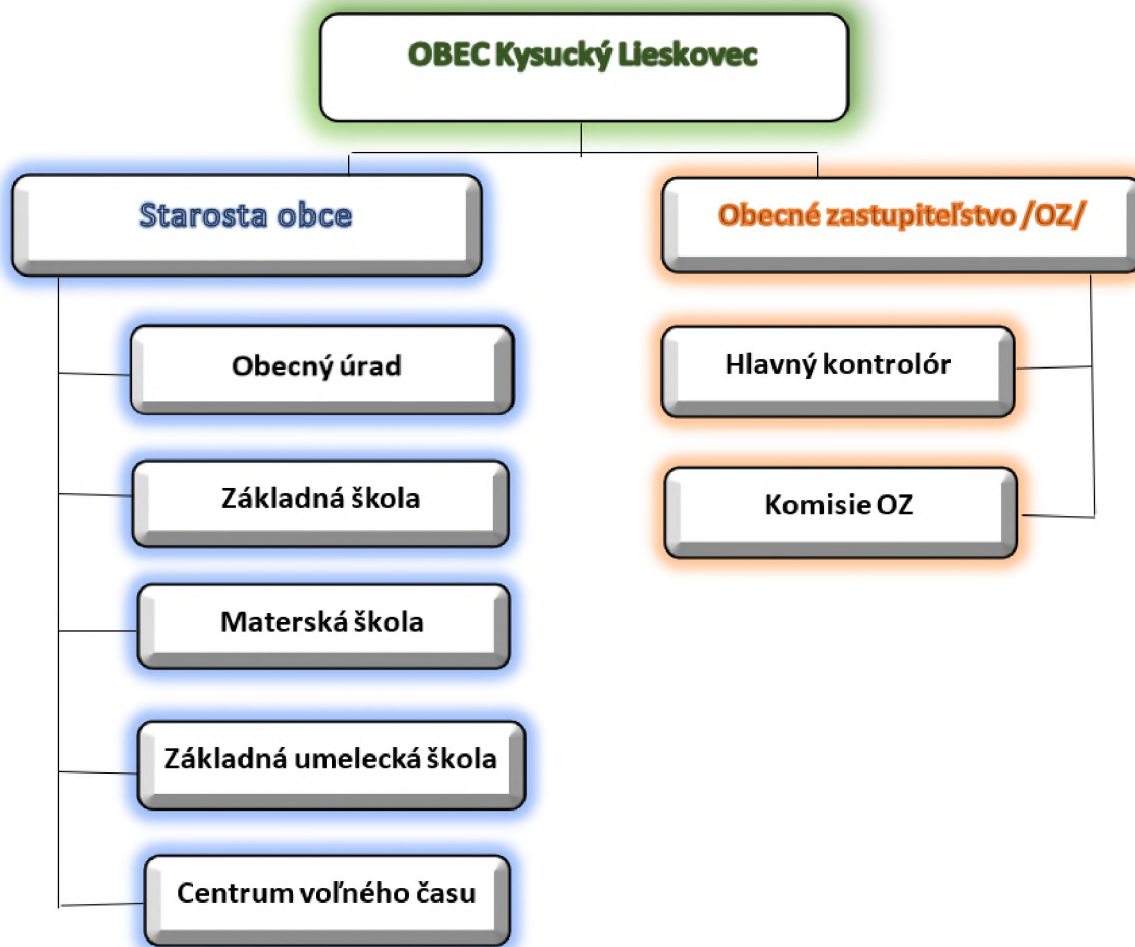 OBEC Kysucký Lieskovec
Starosta obce
Obecné zastupiteľstvo /OZ/
Obecný úrad
Hlavný kontrolór
Základná škola
Komisie OZ
Materská škola
Základná umelecká škola
Centrum voľného času